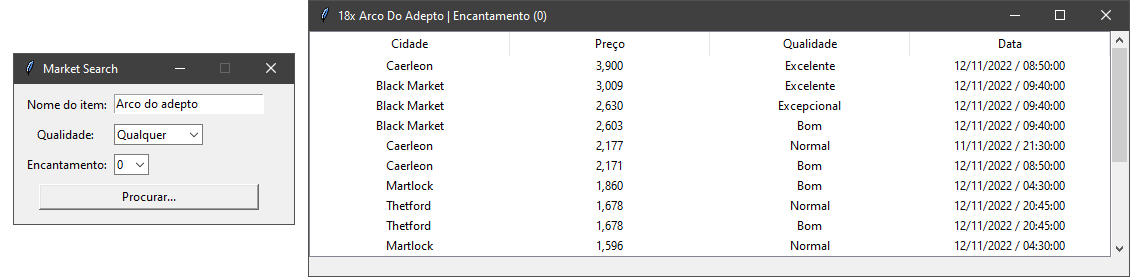 Market Search
Nome do item: Arco do adepto
Qualidade: Qualquer
Encantamento: 0
Procurar...
18x Arco Do Adepto | Encantamento (0)
Cidade Preço Qualidade Data
Caerleon 3,900 Excelente 12/11/2022 / 08:50:00
Black Market 3,009 Excelente 12/11/2022 / 09:40:00
Black Market 2,630 Excepcional 12/11/2022 / 09:40:00
Black Market 2,603 Bom 12/11/2022 / 09:40:00
Caerleon 2,177 Normal 11/11/2022 / 21:30:00
Caerleon 2,171 Bom 12/11/2022 / 08:50:00
Martlock 1,860 Bom 12/11/2022 / 04:30:00
Thetford 1,678 Normal 12/11/2022 / 20:45:00
Thetford 1,678 Bom 12/11/2022 / 20:45:00
Martlock 1,596 Normal 12/11/2022 / 04:30:00